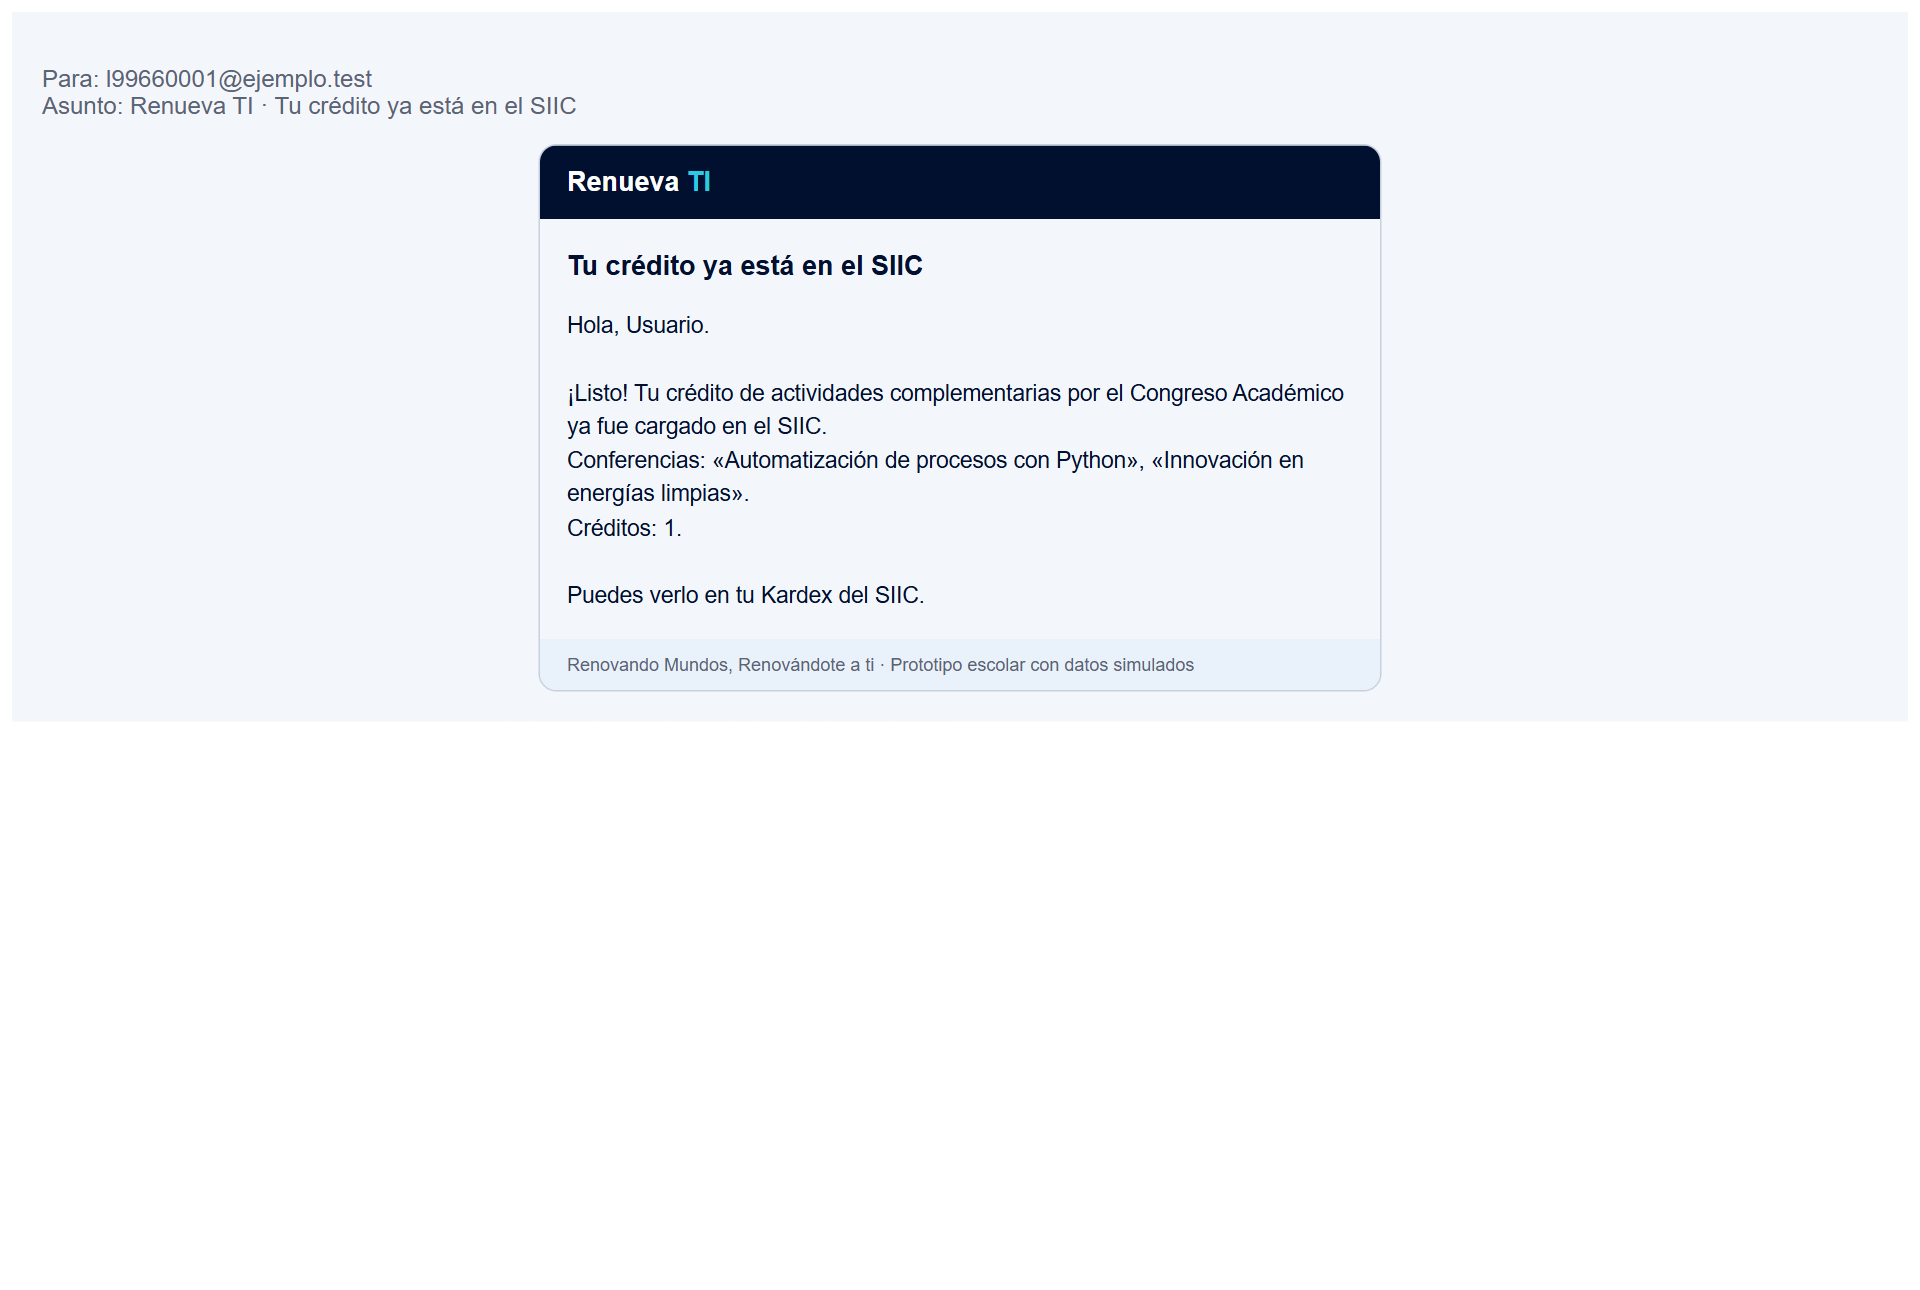 Para: l99660001@ejemplo.test
Asunto: Renueva TI · Tu crédito ya está en el SIIC
Renueva TI
Tu crédito ya está en el SIIC
Hola, Usuario.
¡Listo! Tu crédito de actividades complementarias por el Congreso Académico
ya fue cargado en el SIIC.
Conferencias: «Automatización de procesos con Python», «Innovación en
energías limpias».
Créditos: 1.
Puedes verlo en tu Kardex del SIIC.
Renovando Mundos, Renovándote a ti · Prototipo escolar con datos simulados